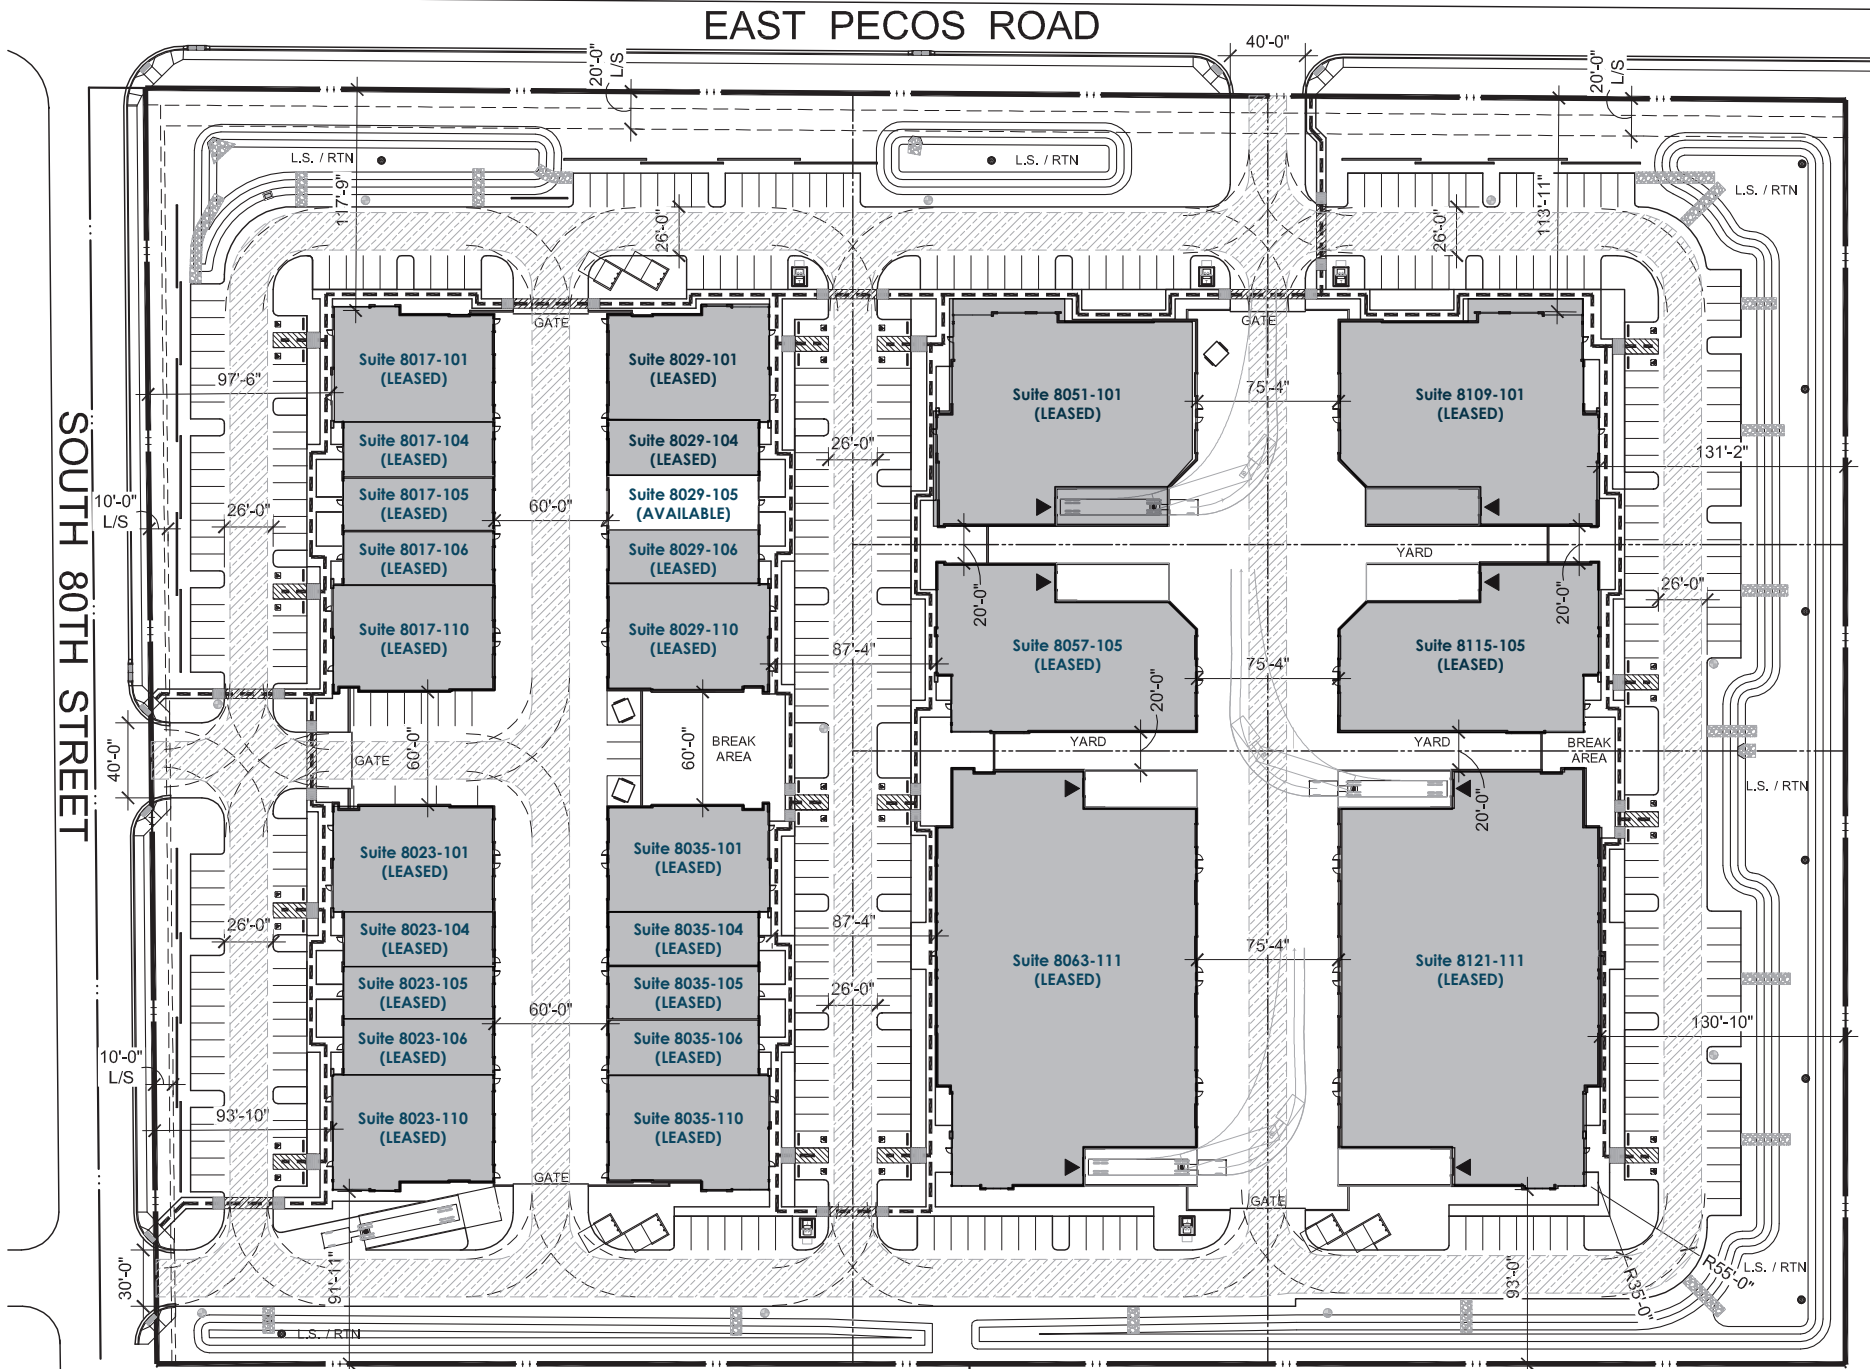 EAST PECOS ROAD
40'-0"
20'-0"
L/S
20'-0"
L/S
L.S. / RTN
L.S. / RTN
L.S. / RTN
117'-9"
26'-0"
26'-0"
113'-11"
GATE
GATE
Suite 8017-101
(LEASED)
Suite 8029-101
(LEASED)
Suite 8051-101
(LEASED)
Suite 8109-101
(LEASED)
97'-6"
75'-4"
Suite 8017-104
(LEASED)
Suite 8029-104
(LEASED)
26'-0"
131'-2"
SOUTH 80TH STREET
10'-0"
L/S
26'-0"
Suite 8017-105
(LEASED)
60'-0"
Suite 8029-105
(AVAILABLE)
Suite 8017-106
(LEASED)
Suite 8029-106
(LEASED)
YARD
20'-0"
20'-0"
26'-0"
Suite 8017-110
(LEASED)
Suite 8029-110
(LEASED)
87'-4"
Suite 8057-105
(LEASED)
75'-4"
Suite 8115-105
(LEASED)
20'-0"
40'-0"
GATE
60'-0"
60'-0"
BREAK
AREA
YARD
YARD
BREAK
AREA
L.S. / RTN
20'-0"
Suite 8023-101
(LEASED)
Suite 8035-101
(LEASED)
26'-0"
Suite 8023-104
(LEASED)
Suite 8035-104
(LEASED)
87'-4"
75'-4"
Suite 8063-111
(LEASED)
Suite 8121-111
(LEASED)
Suite 8023-105
(LEASED)
Suite 8035-105
(LEASED)
26'-0"
60'-0"
130'-10"
Suite 8023-106
(LEASED)
Suite 8035-106
(LEASED)
10'-0"
L/S
93'-10"
Suite 8023-110
(LEASED)
Suite 8035-110
(LEASED)
GATE
GATE
30'-0"
91'-11"
93'-0"
R35'-0"
R55'-0"
L.S. / RTN
L.S. / RTN